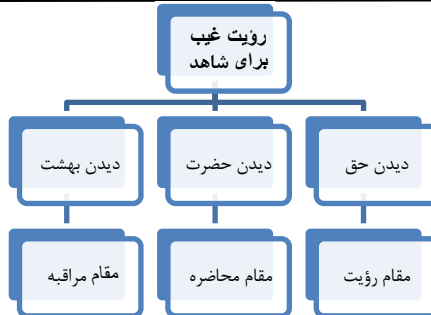 رؤیت غیب
برای شاهد
دیدن حق
دیدن حضرت
دیدن بهشت
مقام رؤیت
مقام محاضره
مقام مراقبه